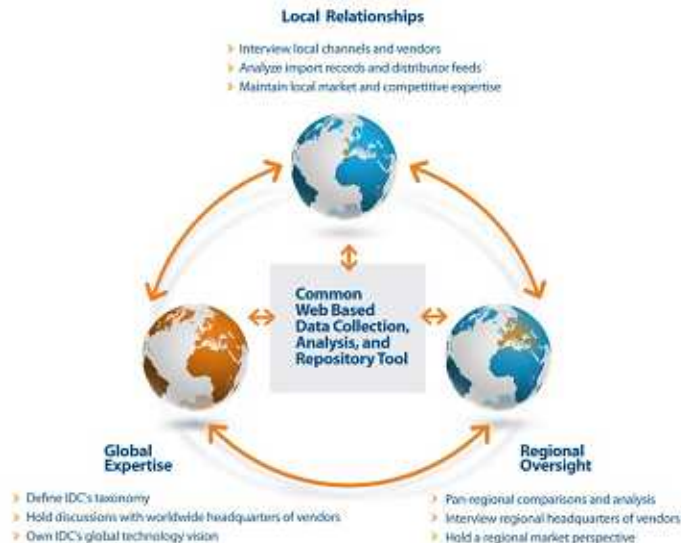 Local Relationships
Interview local channels and vendors
Analyze import records and distributor feeds
Maintain local market and competitive expertise
Common
Web Based
Data Collection,
Analysis, and
Repository Tool
Global
Expertise
Define IDC's taxonomy
Hold discussions with worldwide headquarters of vendors
Own IDC's global technology vision
Regional
Oversight
Pan-regional comparisons and analysis
Interview regional headquarters of vendors
Hold a regional market perspective